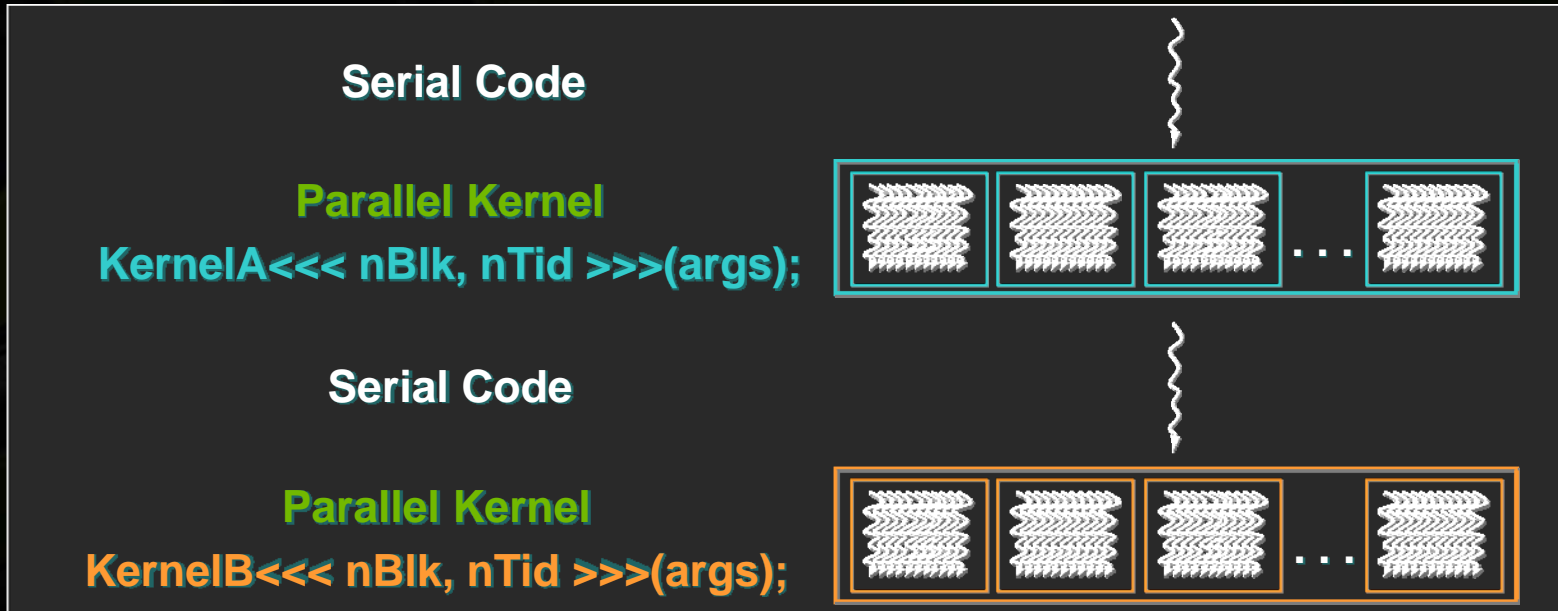 Serial Code
Parallel Kernel
KernelA<<< nBlk, nTid >>>(args);
. . .
Serial Code
Parallel Kernel
KernelB<<< nBlk, nTid >>>(args);
. . .